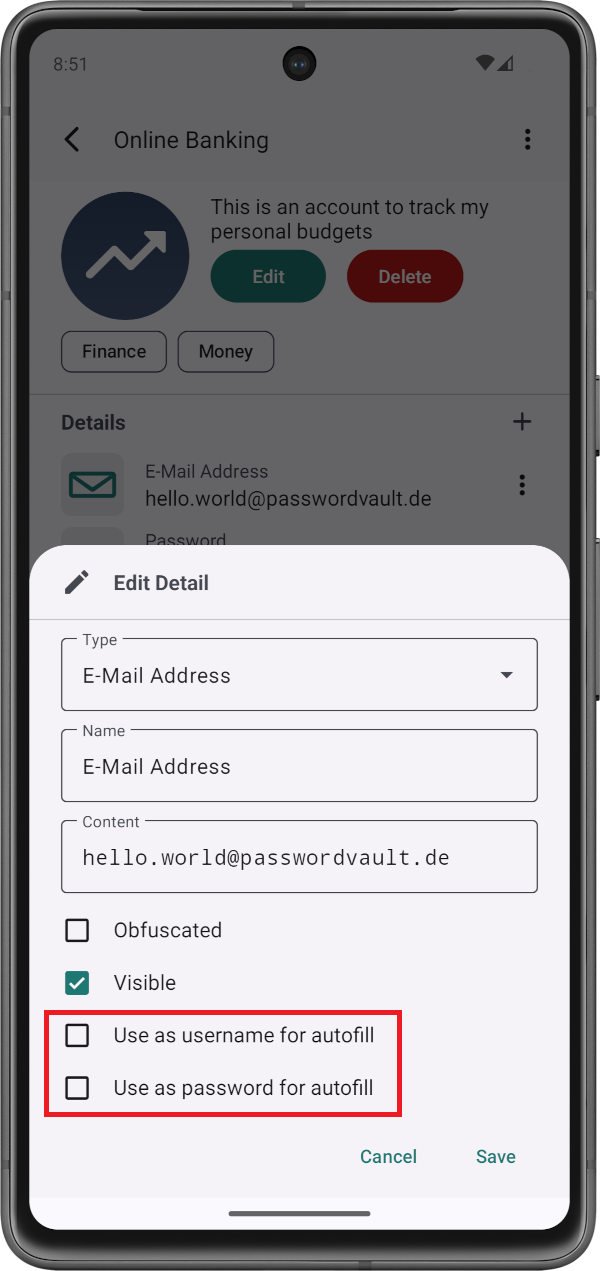 8:51
Online Banking
This is an account to track my
personal budgets
Edit
Delete
Finance
Money
Details
E-Mail Address
hello.world@passwordvault.de
Password
Edit Detail
Type
E-Mail Address
Name
E-Mail Address
Content
hello.world@passwordvault.de
Obfuscated
Visible
Use as username for autofill
Use as password for autofill
Cancel
Save